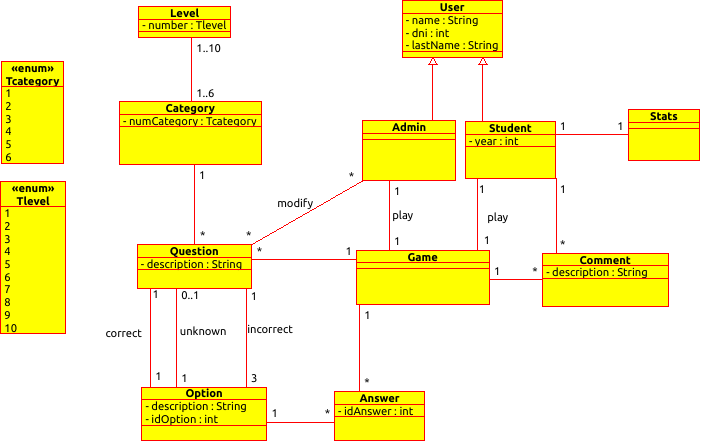 Level
- number : Tlevel
1..10
1..6
Category
- numCategory : Tcategory
1
*
«enum»
Tcategory
1
2
3
4
5
6
«enum»
Tlevel
1
2
3
4
5
6
7
8
9
10
User
- name : String
- dni : int
- lastName : String
Admin
Student
- year : int
1
1
Stats
*
modify
*
1
play
1
1
play
1
1
*
Question
- description : String
*
1
Game
1
*
Comment
- description : String
1
0..1
1
correct
unknown
incorrect
1
1
3
1
*
Option
- description : String
- idOption : int
1
*
Answer
- idAnswer : int